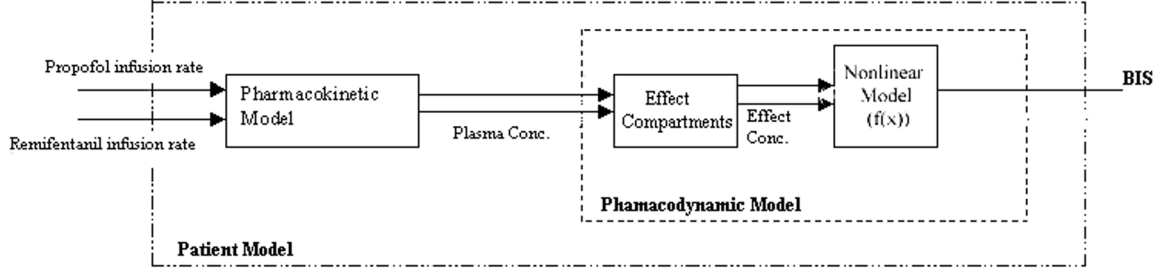 Propofol infusion rate
Remifentanil infusion rate
Pharmacokinetic
Model
Plasma Conc.
Effect
Compartments
Effect
Conc.
Nonlinear
Model
(f(x))
BIS
Phamacodynamic Model
Patient Model